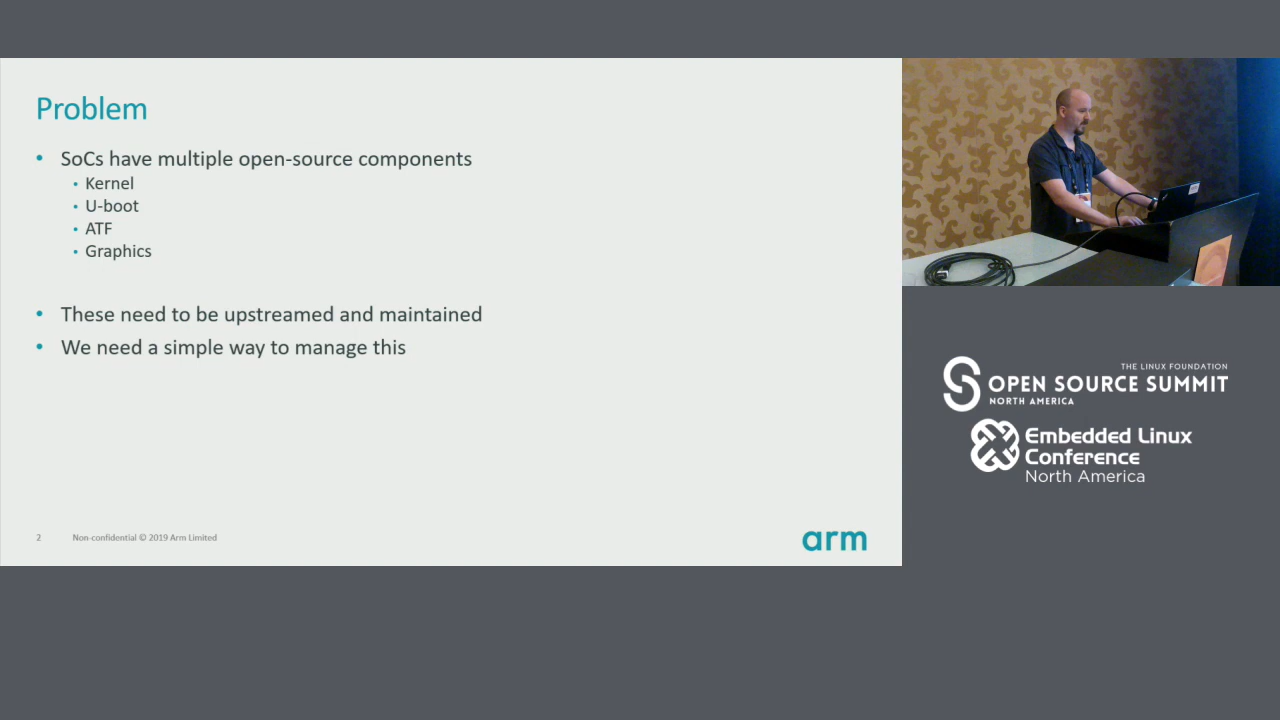 Problem
• SoCs have multiple open-source components
• Kernel
• U-boot
• ATF
• Graphics
• These need to be upstreamed and maintained
• We need a simple way to manage this
2 Non-confidential © 2019 Arm Limited
arm
THE LINUX FOUNDATION
OPEN SOURCE SUMMIT
NORTH AMERICA
Embedded Linux
Conference
North America